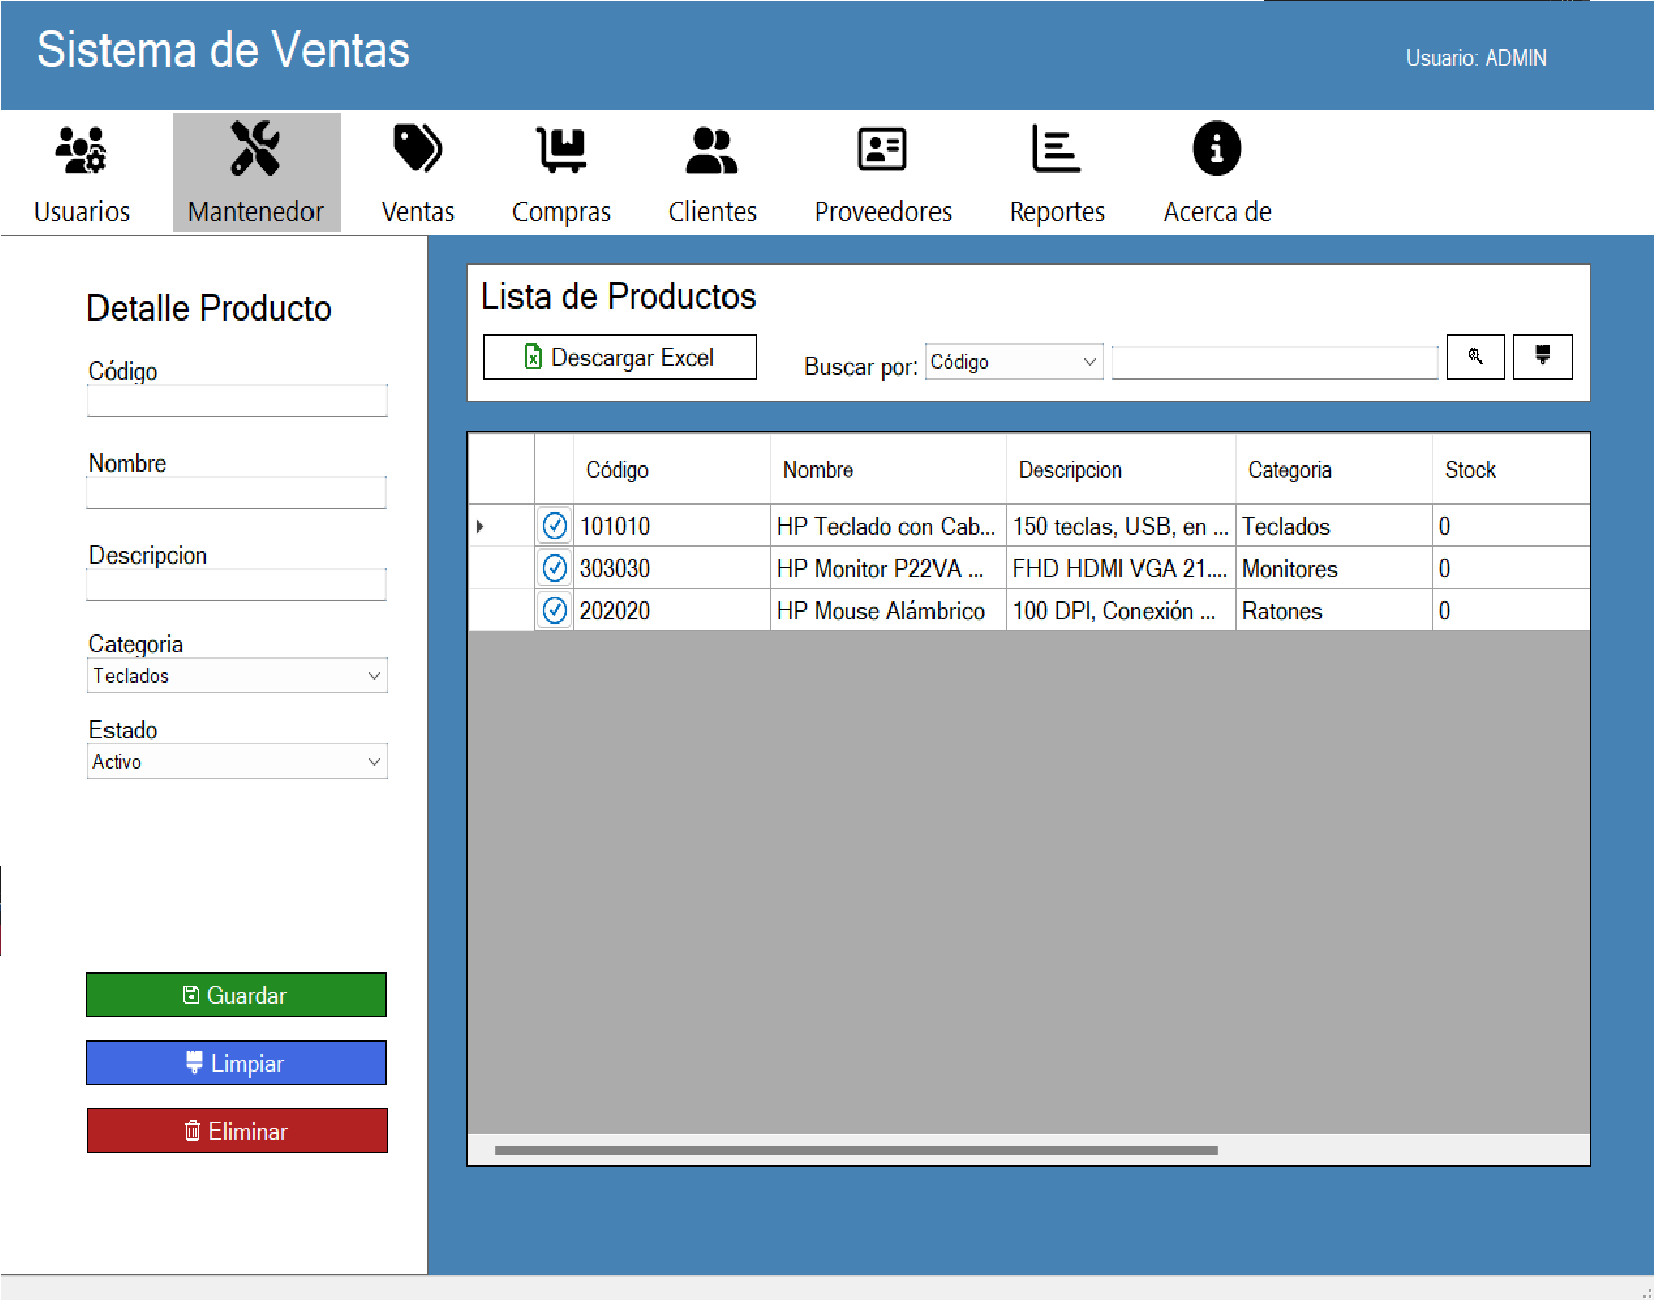 Sistema de Ventas
Usuario: ADMIN
Usuarios Mantenedor Ventas Compras Clientes Proveedores Reportes Acerca de
Detalle Producto
Código
Nombre
Descripcion
Categoria
Teclados
Estado
Activo
Guardar
Limpiar
Eliminar
Lista de Productos
Descargar Excel Buscar por: Código
Código Nombre Descripcion Categoria Stock
101010 HP Teclado con Cab... 150 teclas, USB, en ... Teclados 0
303030 HP Monitor P22VA ... FHD HDMI VGA 21.... Monitores 0
202020 HP Mouse Alámbrico 100 DPI, Conexión ... Ratones 0